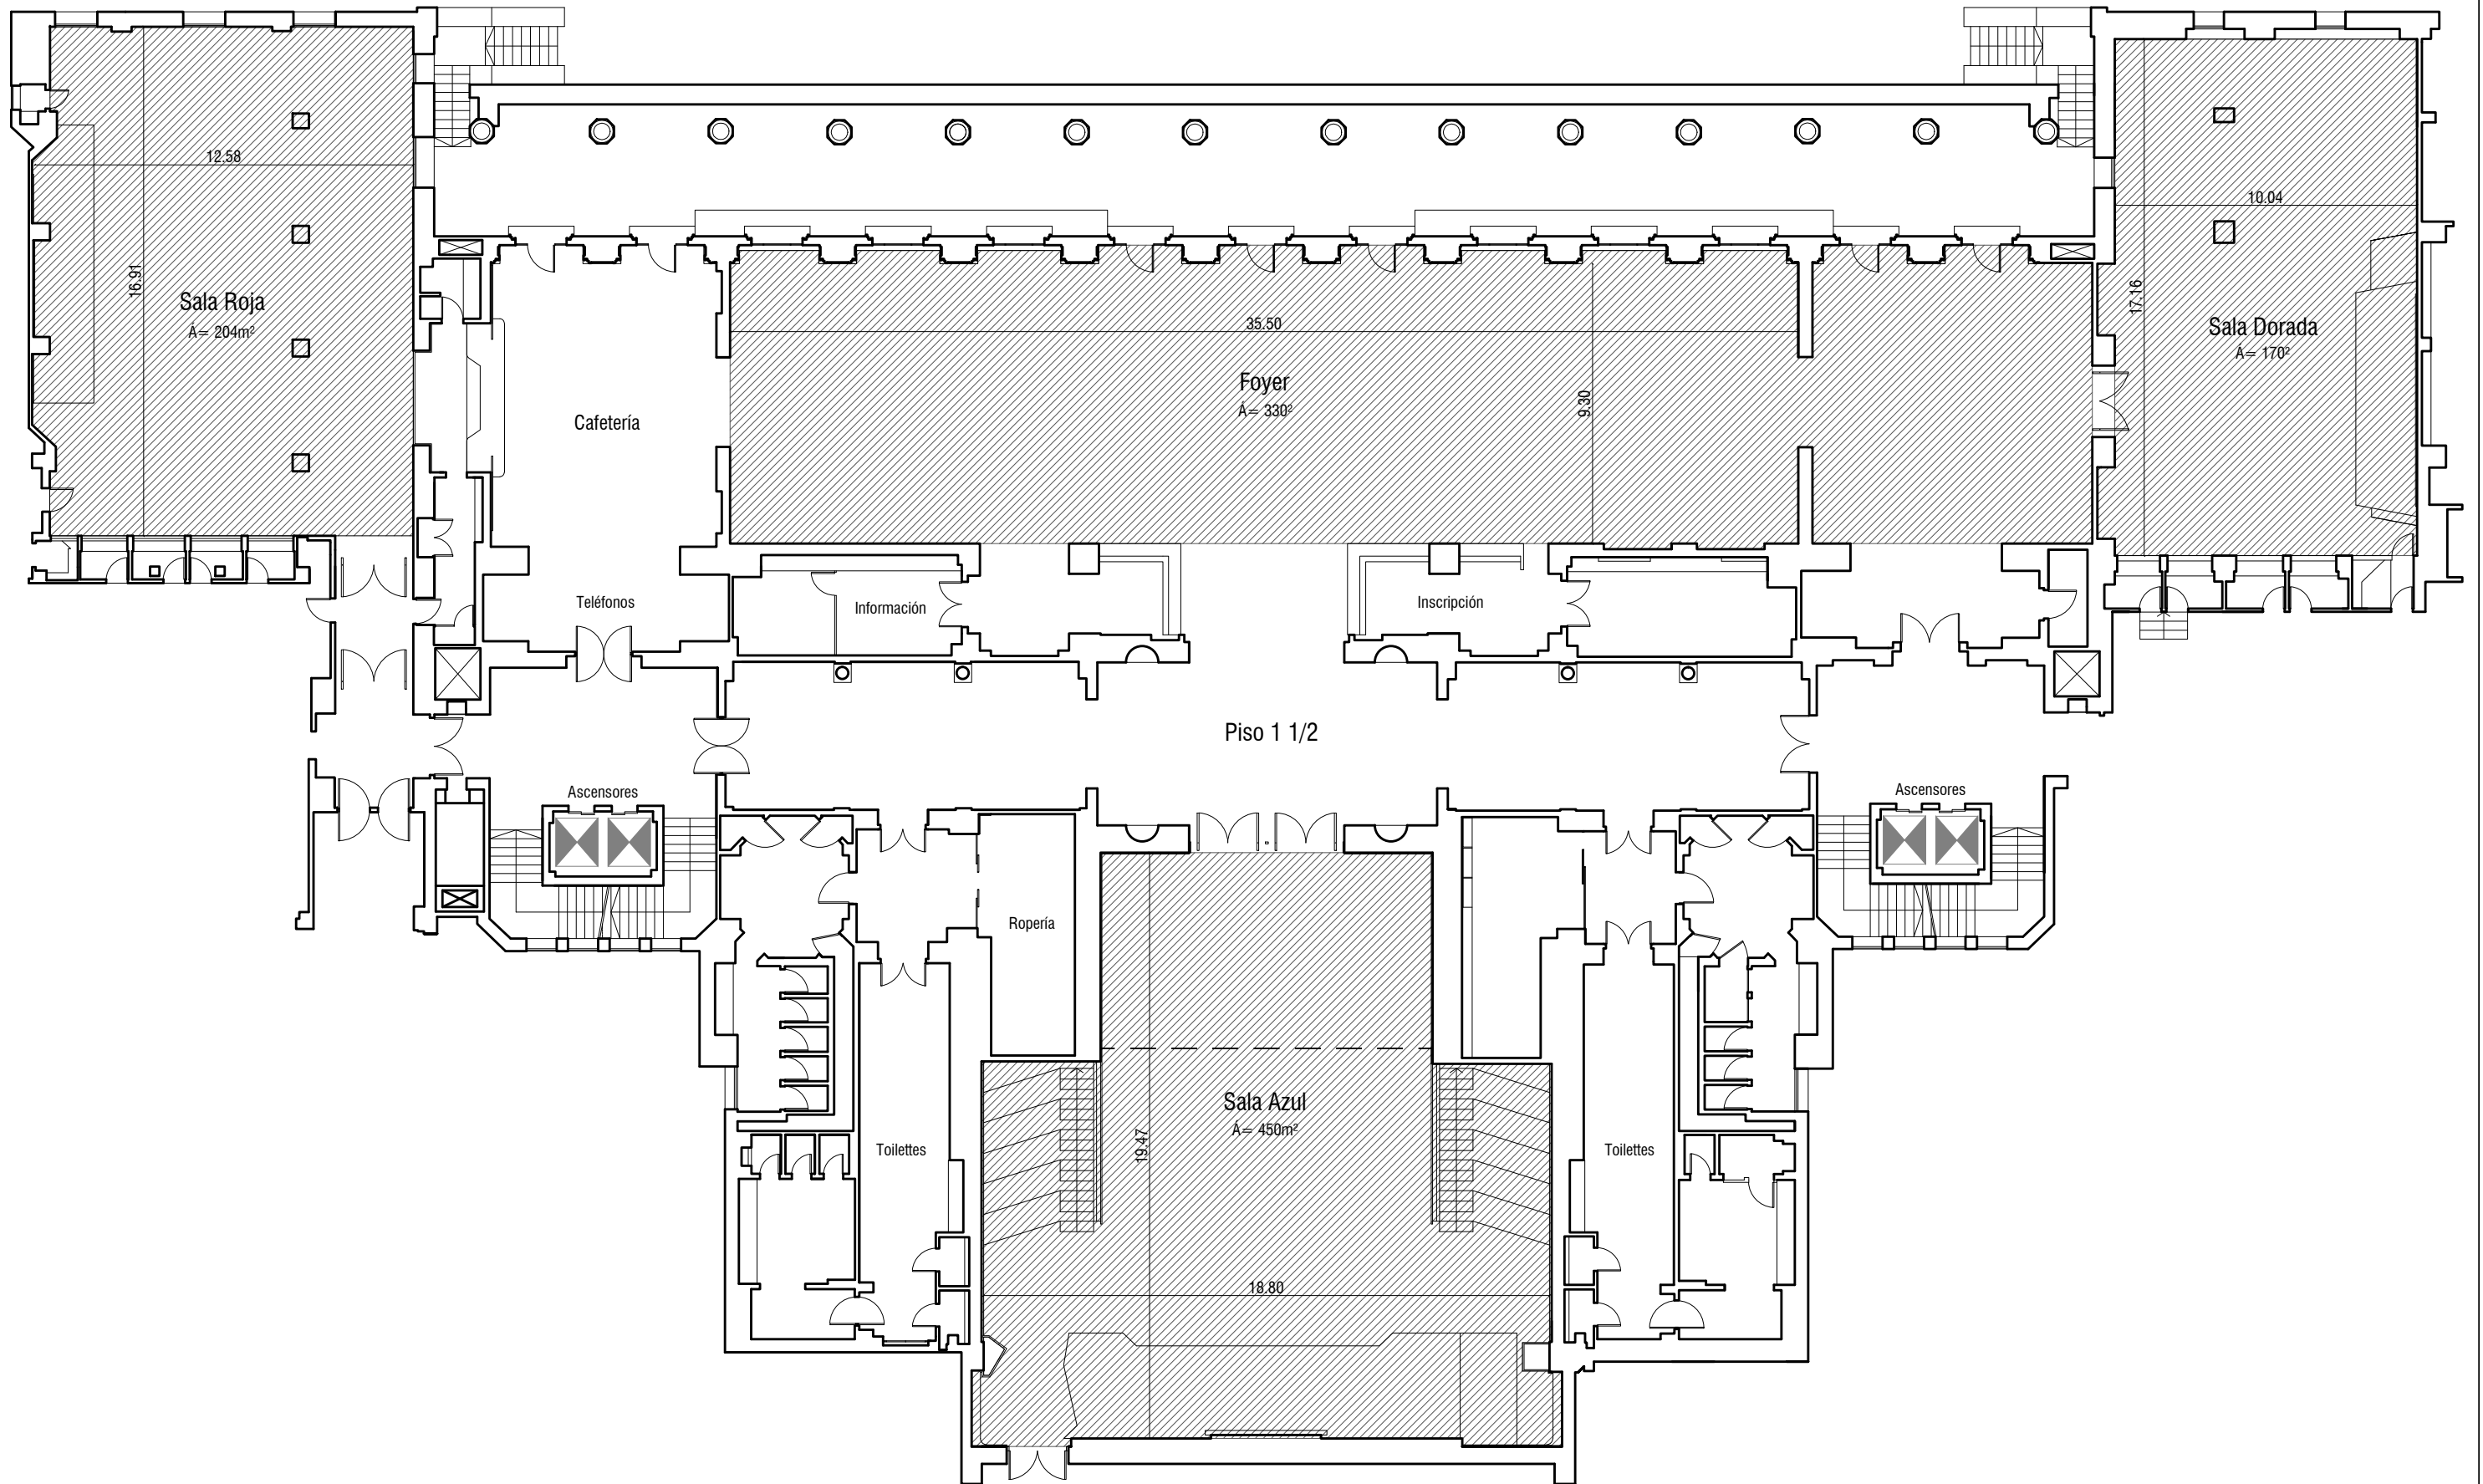 12.58
16.91
Sala Roja
Á= 204m²
10.04
17.16
Sala Dorada
Á= 170²
35.50
9.30
Foyer
Á= 330²
Cafetería
Teléfonos
Información
Inscripción
Piso 1 1/2
Ascensores
Ascensores
Ropería
Sala Azul
Á= 450m²
19.47
18.80
Toilettes
Toilettes